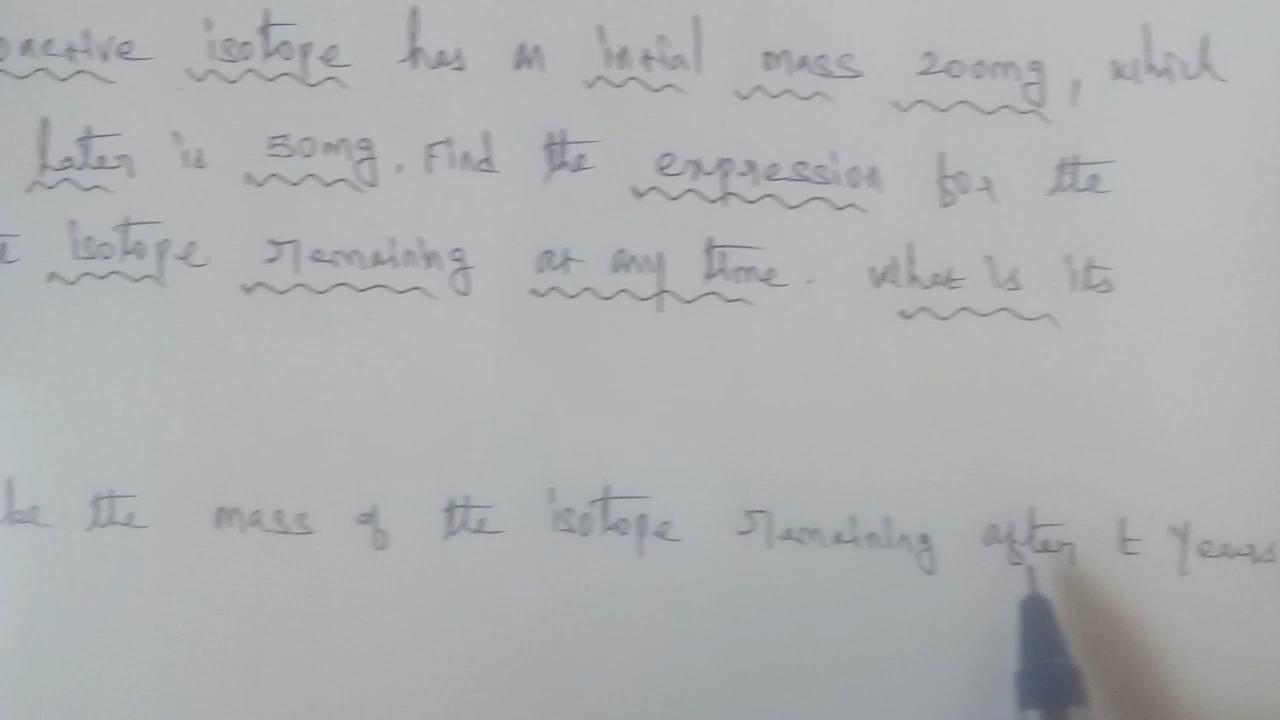 oactive isotope has an initial mass 200mg, which
later is 50mg. Find the expression for the
isotope remaining at any time. what is its
be the mass of the isotope remaining after t years